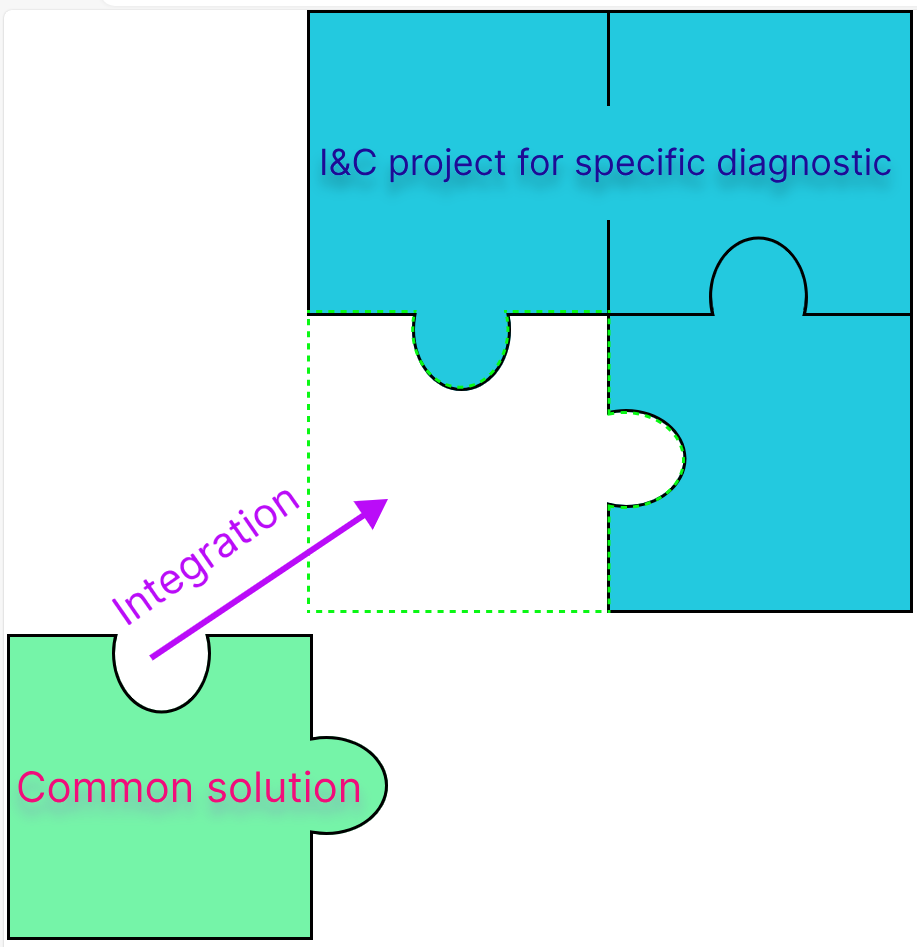 I&C project for specific diagnostic
Integration
Common solution